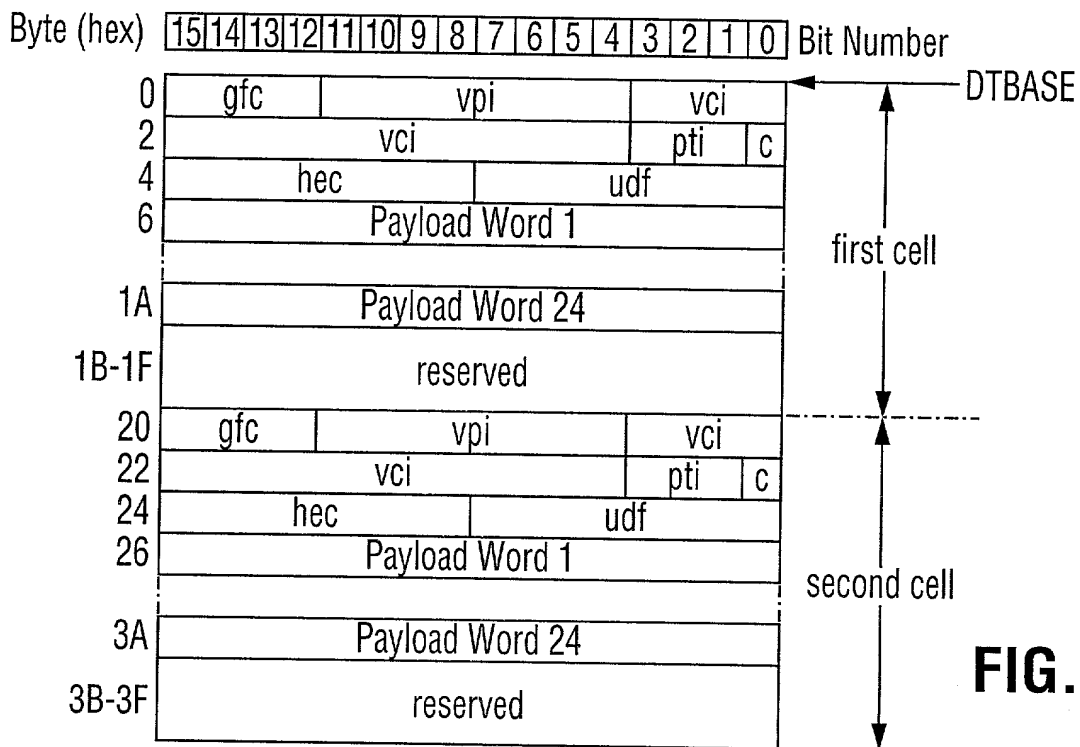 Byte (hex) 15 14 13 12 11 10 9 8 7 6 5 4 3 2 1 0 Bit Number
DTBASE
0 gfc vpi vci
2 vci pti c
4 hec udf
6 Payload Word 1
first cell
1A Payload Word 24
1B-1F reserved
20 gfc vpi vci
22 vci pti c
24 hec udf
26 Payload Word 1
second cell
3A Payload Word 24
3B-3F reserved
FIG.